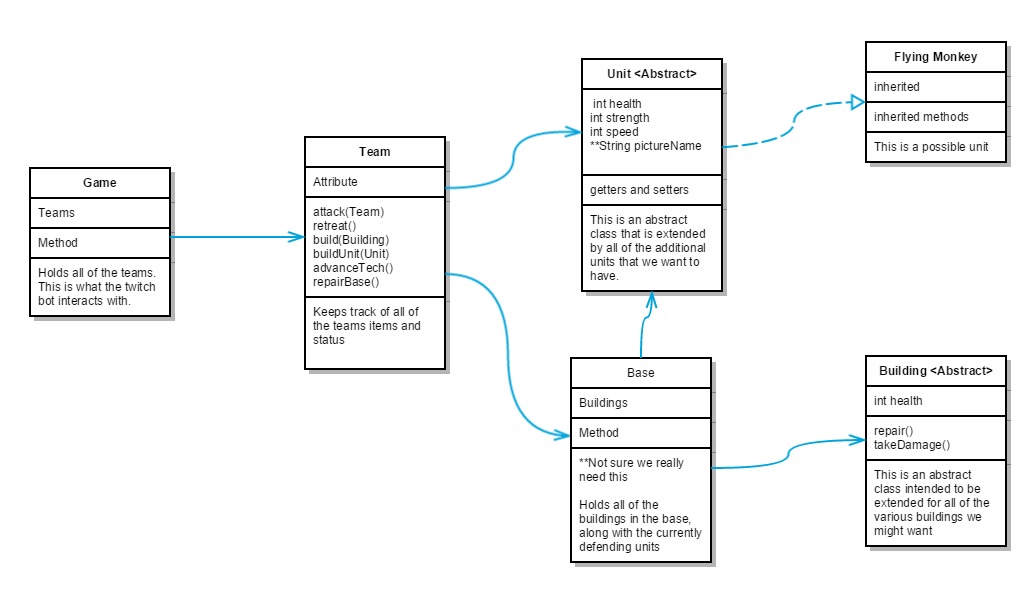 Game
Teams
Method
Holds all of the teams.
This is what the twitch
bot interacts with.
Team
Attribute
attack(Team)
retreat()
build(Building)
buildUnit(Unit)
advanceTech()
repairBase()
Keeps track of all of
the teams items and
status
Unit <Abstract>
int health
int strength
int speed
**String pictureName
getters and setters
This is an abstract
class that is extended
by all of the additional
units that we want to
have.
Flying Monkey
inherited
inherited methods
This is a possible unit
Base
Buildings
Method
**Not sure we really
need this
Holds all of the
buildings in the base,
along with the currently
defending units
Building <Abstract>
int health
repair()
takeDamage()
This is an abstract
class intended to be
extended for all of the
various buildings we
might want